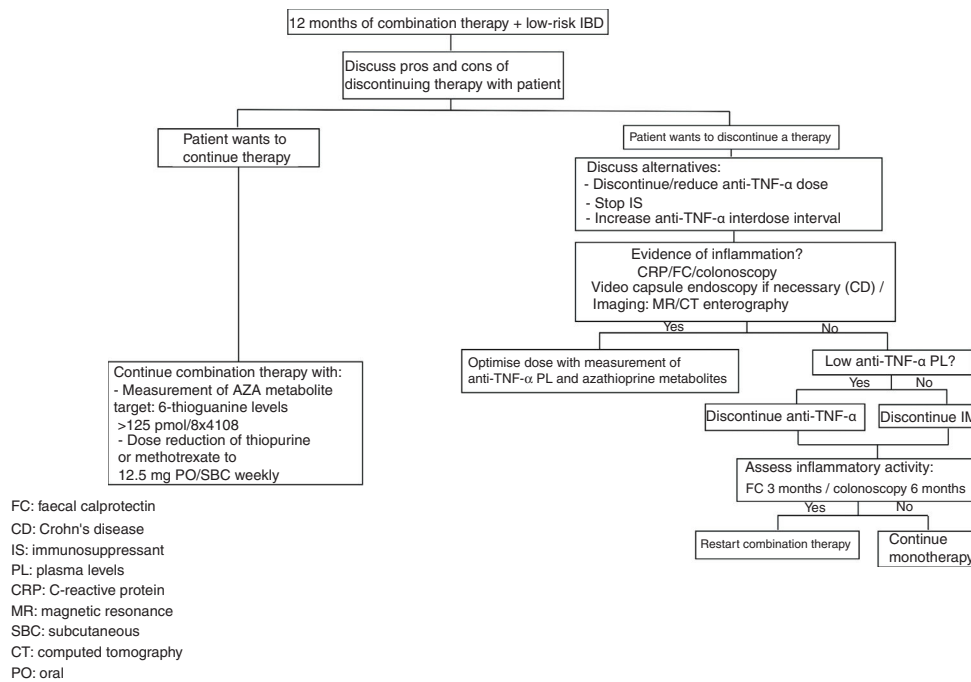 12 months of combination therapy + low-risk IBD
Discuss pros and cons of
discontinuing therapy with patient
Patient wants to
continue therapy
Patient wants to discontinue a therapy
Discuss alternatives:
- Discontinue/reduce anti-TNF-α dose
- Stop IS
- Increase anti-TNF-α interdose interval
Evidence of inflammation?
CRP/FC/colonoscopy
Video capsule endoscopy if necessary (CD) /
Imaging: MR/CT enterography
Yes
No
Optimise dose with measurement of
anti-TNF-α PL and azathioprine metabolites
Low anti-TNF-α PL?
Yes
No
Discontinue anti-TNF-α
Discontinue IM
Continue combination therapy with:
- Measurement of AZA metabolite
target: 6-thioguanine levels
>125 pmol/8x4108
- Dose reduction of thiopurine
or methotrexate to
12.5 mg PO/SBC weekly
Assess inflammatory activity:
FC 3 months / colonoscopy 6 months
Yes
No
Restart combination therapy
Continue
monotherapy
FC: faecal calprotectin
CD: Crohn's disease
IS: immunosuppressant
PL: plasma levels
CRP: C-reactive protein
MR: magnetic resonance
SBC: subcutaneous
CT: computed tomography
PO: oral